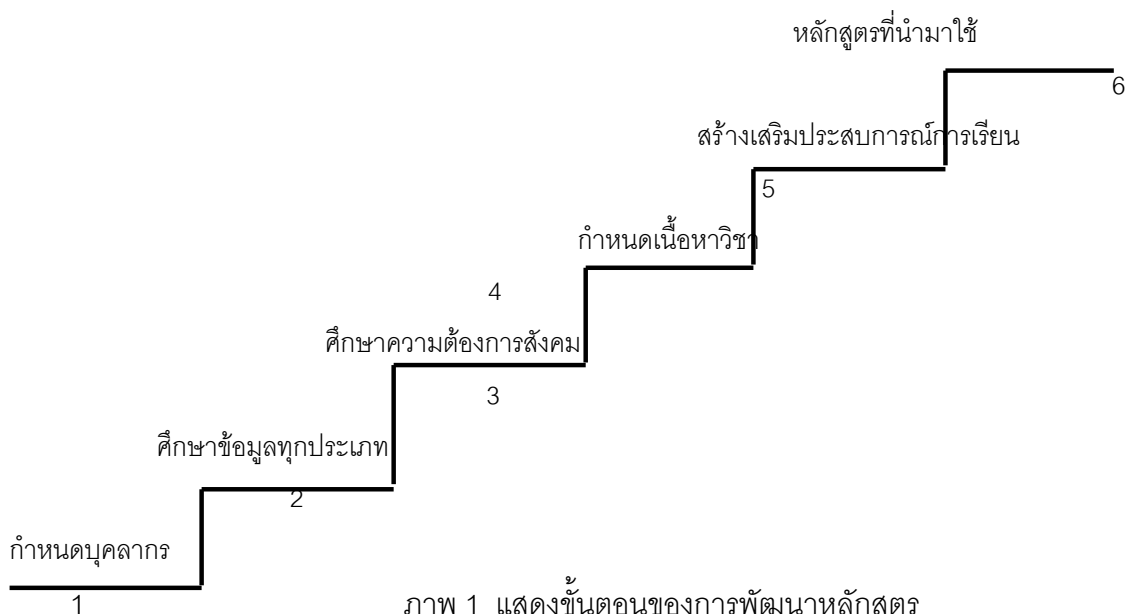 หลักสูตรที่นำมาใช้
6
สร้างเสริมประสบการณ์การเรียน
5
กำหนดเนื้อหาวิชา
4
ศึกษาความต้องการสังคม
3
ศึกษาข้อมูลทุกประเภท
2
กำหนดบุคลากร
1
ภาพ 1 แสดงขั้นตอนของการพัฒนาหลักสูตร